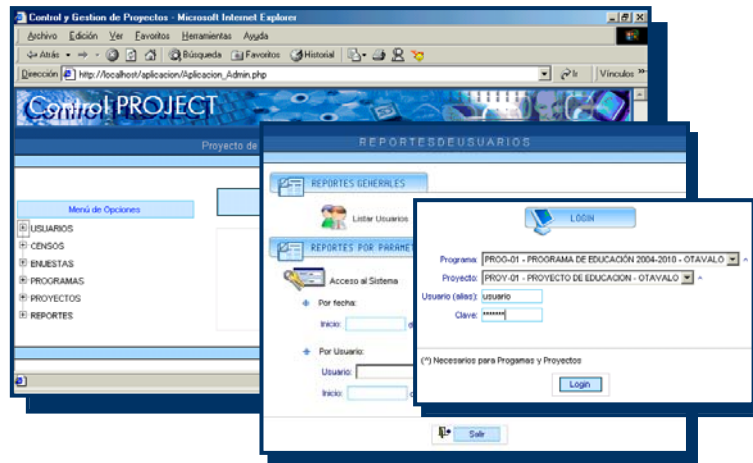 Control y Gestion de Proyectos - Microsoft Internet Explorer
Archivo Edición Ver Favoritos Herramientas Ayuda
Atrás Búsqueda Favoritos Historial
Dirección http://localhost/aplicacion/Aplicacion_Admin.php Ir Vínculos »
Control PROJECT
Proyecto de
Menú de Opciones
USUARIOS
CENSOS
ENUESTAS
PROGRAMAS
PROYECTOS
REPORTES
REPORTESDEUSUARIOS
REPORTES GENERALES
Listar Usuarios
REPORTES POR PARAMET
Acceso al Sistema
Por fecha:
Inicio:
Por Usuario:
Usuario:
Inicio:
Salir
LOGIN
Programa: PROG-01 - PROGRAMA DE EDUCACIÓN 2004-2010 - OTAVALO ^
Proyecto: PROY-01 - PROYECTO DE EDUCACION - OTAVALO ^
Usuario (alias): usuario
Clave: *******
(^) Necesarios para Progamas y Proyectos
Login